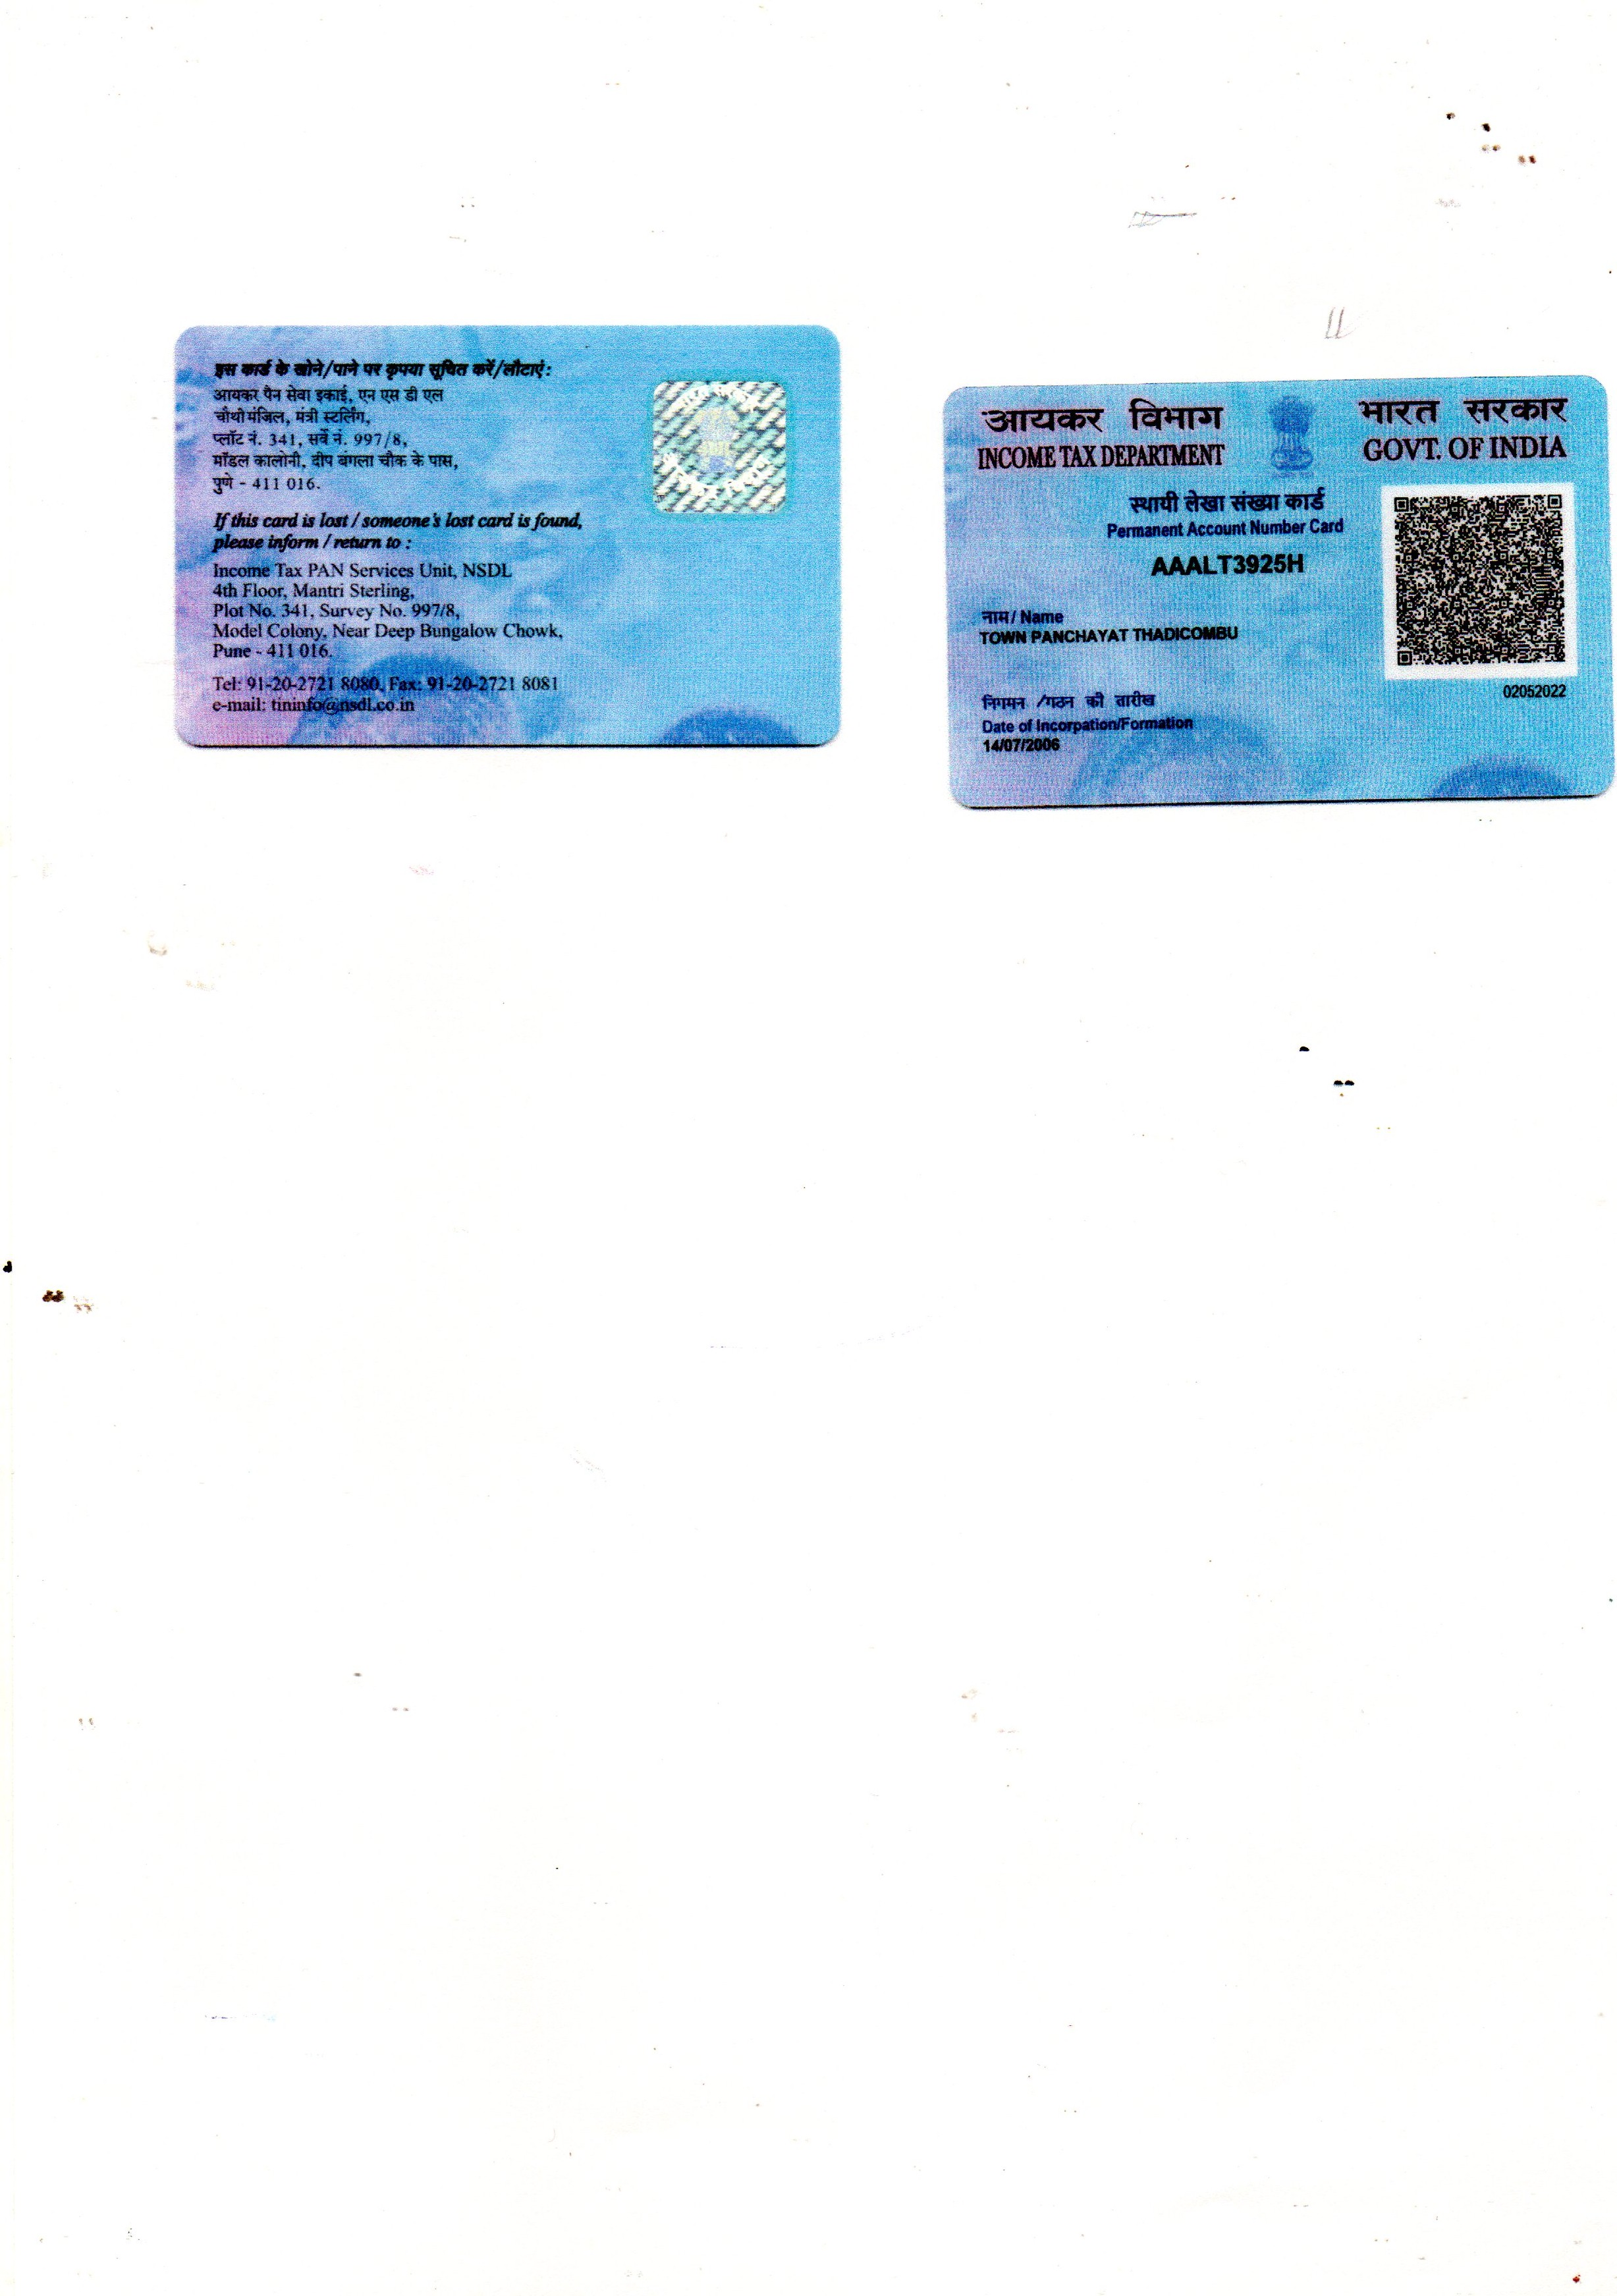 इस कार्ड के खोने/पाने पर कृपया सूचित करें/लौटाएं:
आयकर पैन सेवा इकाई, एन एस डी एल
चौथी मंजिल, मंत्री स्टर्लिंग,
प्लॉट नं. 341, सर्वे नं. 997/8,
मॉडल कालोनी, दीप बंगला चौक के पास,
पुणे - 411 016.
If this card is lost / someone's lost card is found,
please inform / return to :
Income Tax PAN Services Unit, NSDL
4th Floor, Mantri Sterling,
Plot No. 341, Survey No. 997/8,
Model Colony, Near Deep Bungalow Chowk,
Pune - 411 016.
Tel: 91-20-2721 8080, Fax: 91-20-2721 8081
e-mail: tininfo@nsdl.co.in
आयकर विभाग
INCOME TAX DEPARTMENT
भारत सरकार
GOVT. OF INDIA
स्थायी लेखा संख्या कार्ड
Permanent Account Number Card
AAALT3925H
नाम/ Name
TOWN PANCHAYAT THADICOMBU
02052022
निगमन /गठन की तारीख
Date of Incorpation/Formation
14/07/2006